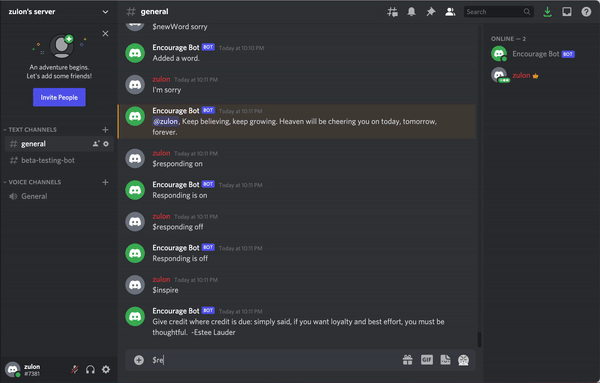 zulon's server
general
Search
An adventure begins.
Let's add some friends!
Invite People
TEXT CHANNELS
general
beta-testing-bot
VOICE CHANNELS
General
zulon
#7381
$newWord sorry
Encourage Bot BOT Today at 10:10 PM
Added a word.
zulon Today at 10:11 PM
I'm sorry
Encourage Bot BOT Today at 10:11 PM
@zulon, Keep believing, keep growing. Heaven will be cheering you on today, tomorrow,
forever.
zulon Today at 10:11 PM
$responding on
Encourage Bot BOT Today at 10:11 PM
Responding is on
zulon Today at 10:11 PM
$responding off
Encourage Bot BOT Today at 10:11 PM
Responding is off
zulon Today at 10:11 PM
$inspire
Encourage Bot BOT Today at 10:11 PM
Give credit where credit is due: simply said, if you want loyalty and best effort, you must be
thoughtful. -Estee Lauder
$re
GIF
ONLINE — 2
Encourage Bot BOT
zulon